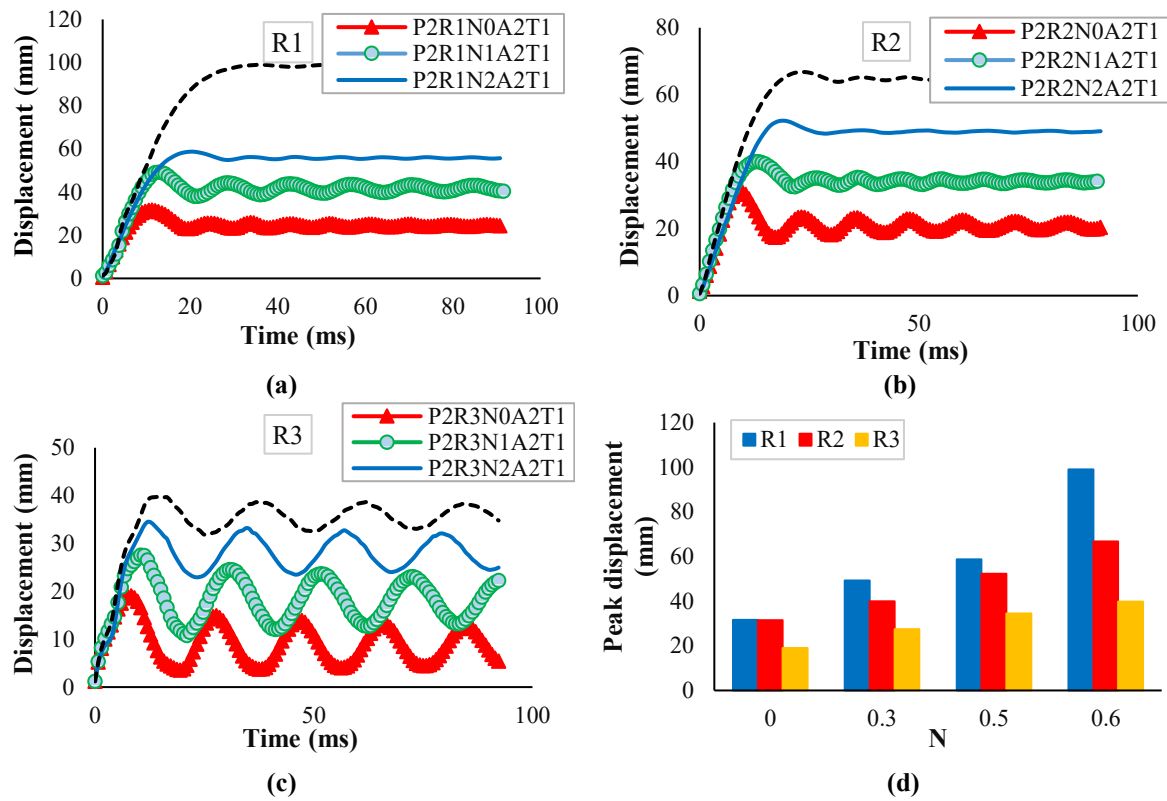 R1
P2R1N0A2T1
P2R1N1A2T1
P2R1N2A2T1
Displacement (mm)
120
100
80
60
40
20
0
0 20 40 60 80 100
Time (ms)
(a)
R2
P2R2N0A2T1
P2R2N1A2T1
P2R2N2A2T1
Displacement (mm)
80
60
40
20
0
0 50 100
Time (ms)
(b)
R3
P2R3N0A2T1
P2R3N1A2T1
P2R3N2A2T1
Displacement (mm)
50
40
30
20
10
0
0 50 100
Time (ms)
(c)
R1 R2 R3
Peak displacement
(mm)
120
100
80
60
40
20
0
0 0.3 0.5 0.6
N
(d)